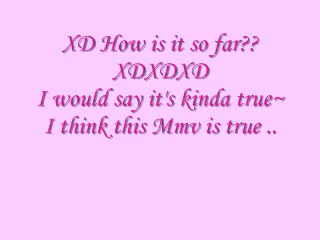 XD How is it so far??
XDXDXD
I would say it's kinda true~
I think this Mmv is true ..